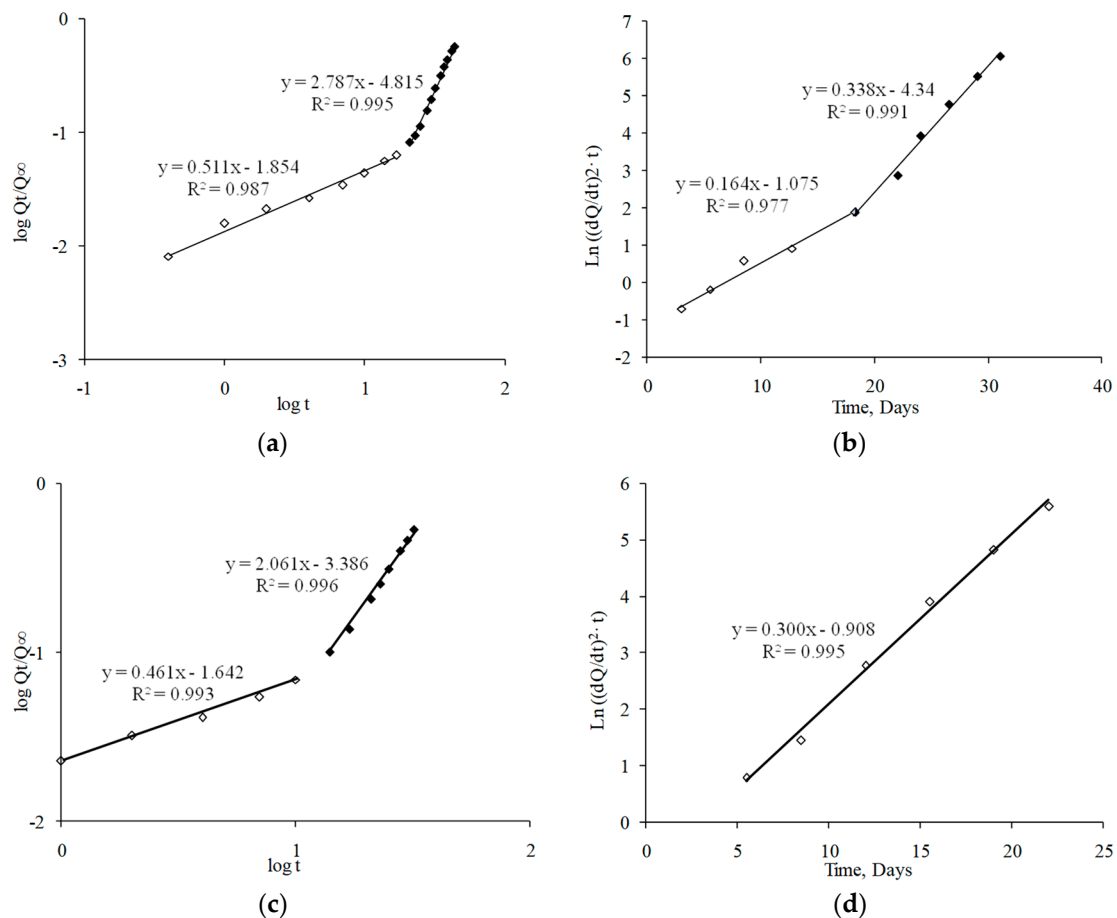 0
-1
-2
-3
-1
0
1
2
log Qt/Q∞
log t
y = 2.787x - 4.815
R² = 0.995
y = 0.511x - 1.854
R² = 0.987
(a)
7
6
5
4
3
2
1
0
-1
-2
0
10
20
30
40
Ln ((dQ/dt)2· t)
Time, Days
y = 0.338x - 4.34
R² = 0.991
y = 0.164x - 1.075
R² = 0.977
(b)
0
-1
-2
0
1
2
log Qt/Q∞
log t
y = 2.061x - 3.386
R² = 0.996
y = 0.461x - 1.642
R² = 0.993
(c)
6
5
4
3
2
1
0
0
5
10
15
20
25
Ln ((dQ/dt)²· t)
Time, Days
y = 0.300x - 0.908
R² = 0.995
(d)